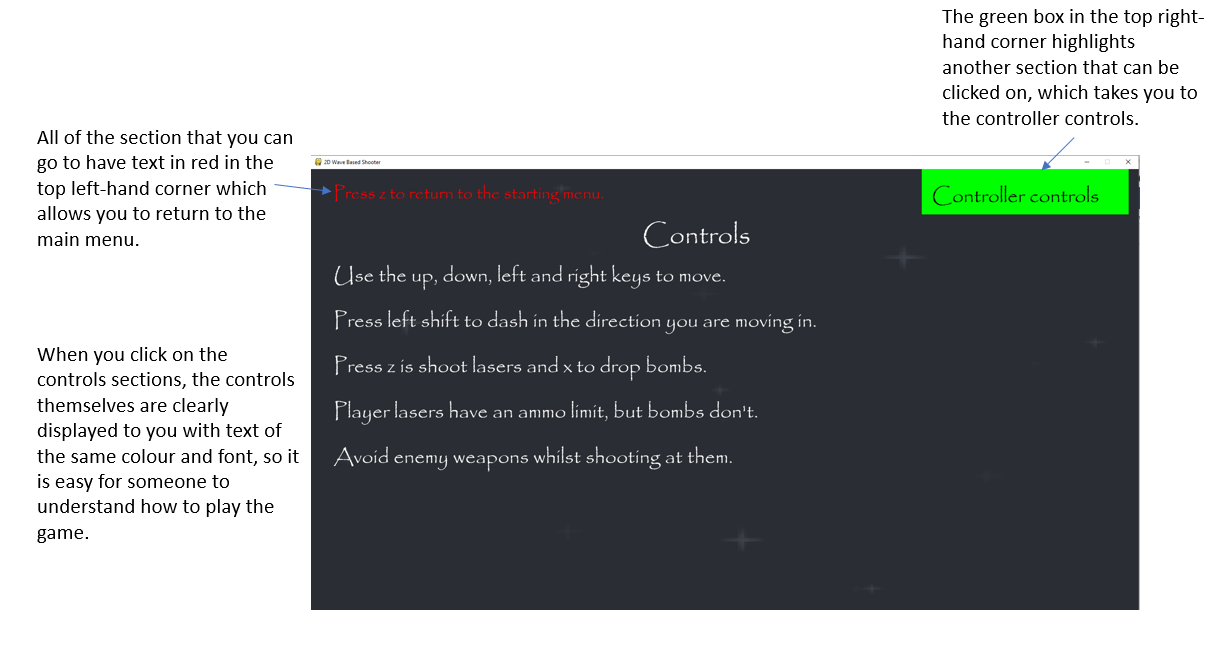 The green box in the top right-
hand corner highlights
another section that can be
clicked on, which takes you to
the controller controls.
All of the section that you can
go to have text in red in the
top left-hand corner which
allows you to return to the
main menu.
When you click on the
controls sections, the controls
themselves are clearly
displayed to you with text of
the same colour and font, so it
is easy for someone to
understand how to play the
game.
2D Wave Based Shooter
Press z to return to the starting menu.
Controller controls
Controls
Use the up, down, left and right keys to move.
Press left shift to dash in the direction you are moving in.
Press z is shoot lasers and x to drop bombs.
Player lasers have an ammo limit, but bombs don't.
Avoid enemy weapons whilst shooting at them.